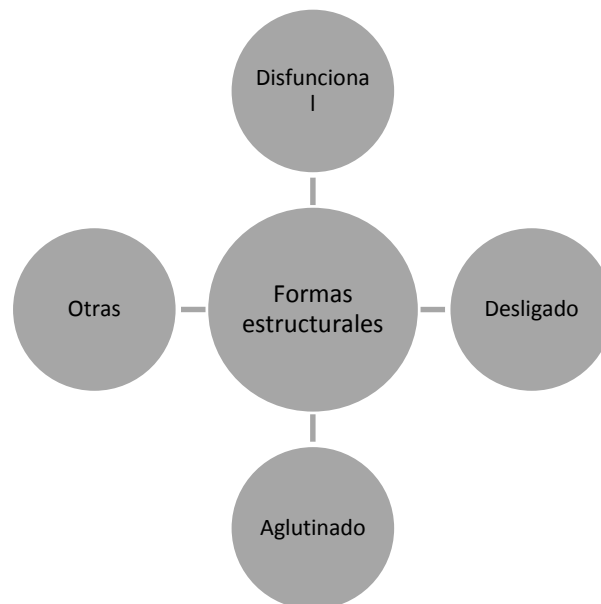 Disfunciona
l
Otras
Formas
estructurales
Desligado
Aglutinado